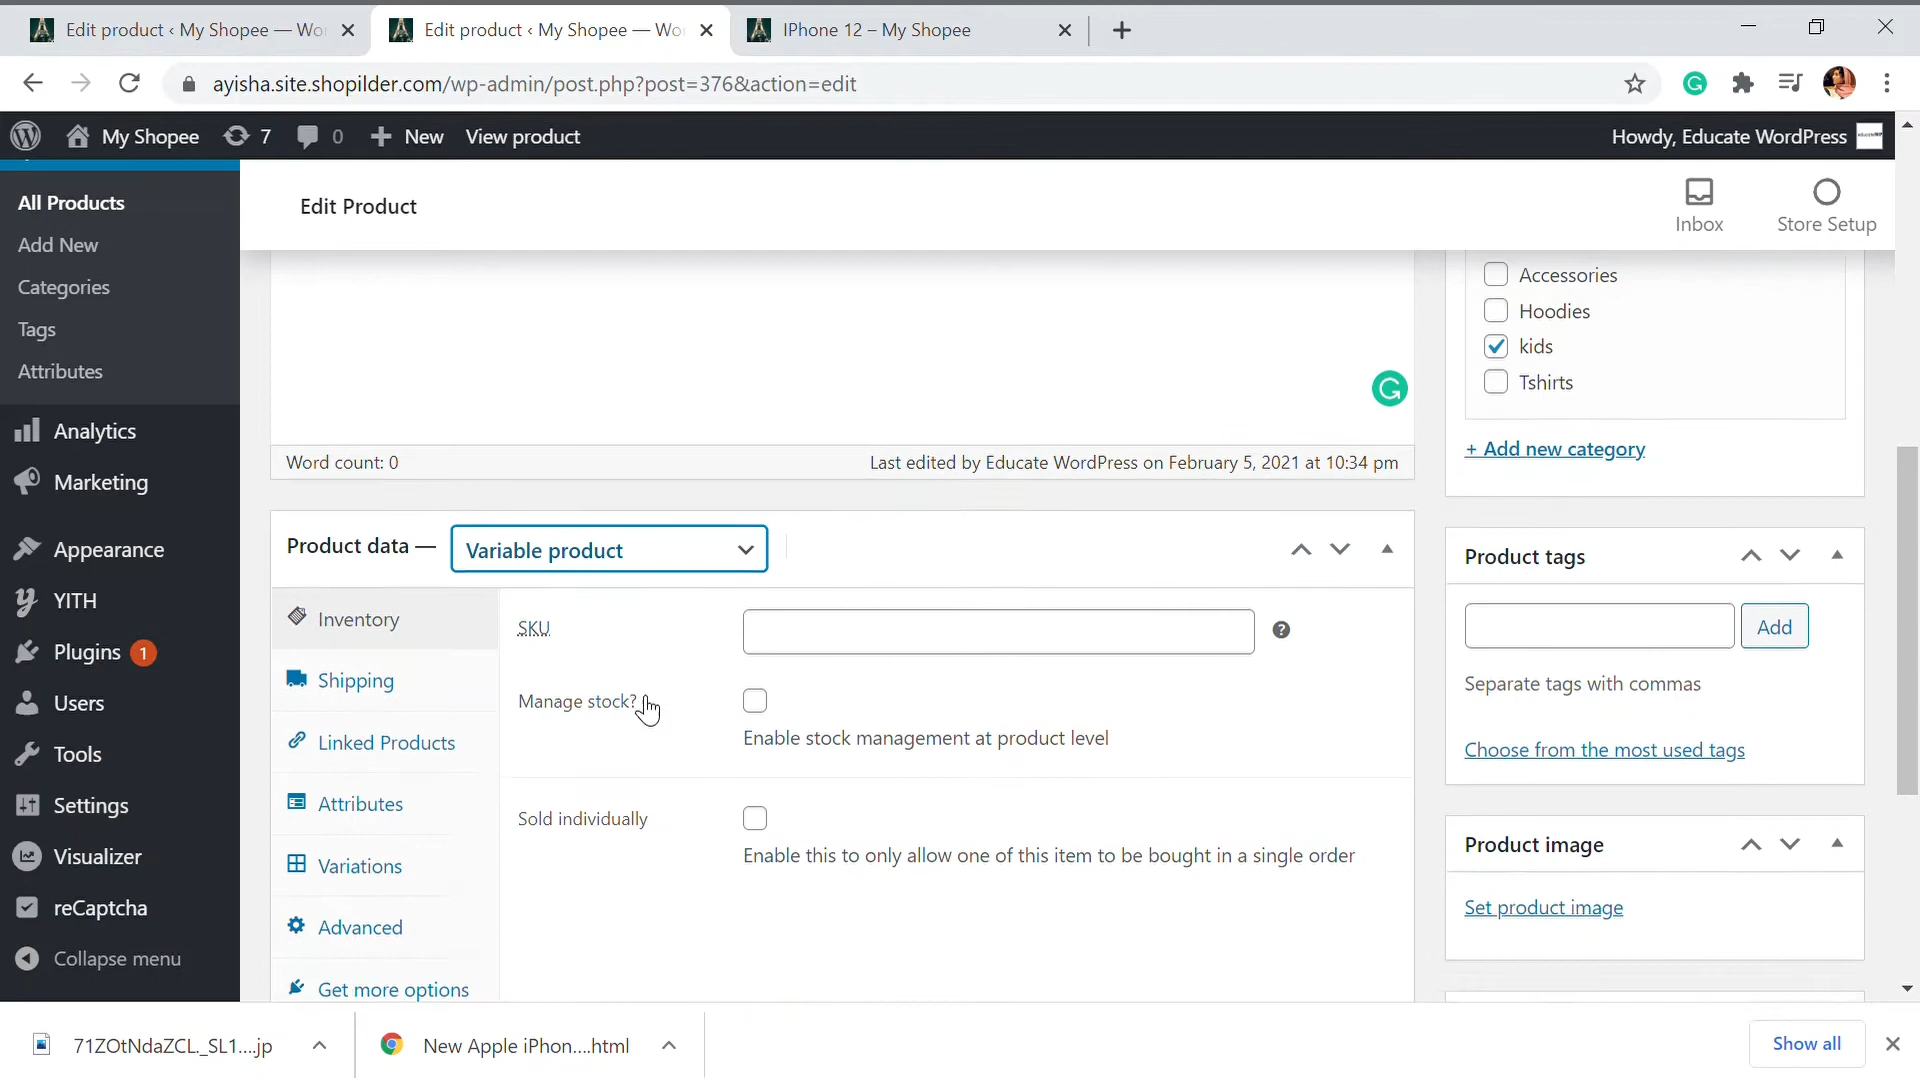 Edit product ‹ My Shopee — Wo
Edit product ‹ My Shopee — Wo
IPhone 12 – My Shopee
ayisha.site.shopilder.com/wp-admin/post.php?post=376&action=edit
My Shopee
7
0
New
View product
Howdy, Educate WordPress
All Products
Add New
Categories
Tags
Attributes
Analytics
Marketing
Appearance
YITH
Plugins 1
Users
Tools
Settings
Visualizer
reCaptcha
Collapse menu
Edit Product
Inbox
Store Setup
Word count: 0
Last edited by Educate WordPress on February 5, 2021 at 10:34 pm
Product data —
Variable product
Inventory
Shipping
Linked Products
Attributes
Variations
Advanced
Get more options
SKU
Manage stock?
Enable stock management at product level
Sold individually
Enable this to only allow one of this item to be bought in a single order
Accessories
Hoodies
kids
Tshirts
+ Add new category
Product tags
Add
Separate tags with commas
Choose from the most used tags
Product image
Set product image
71ZOtNdaZCL._SL1....jp
New Apple iPhon....html
Show all